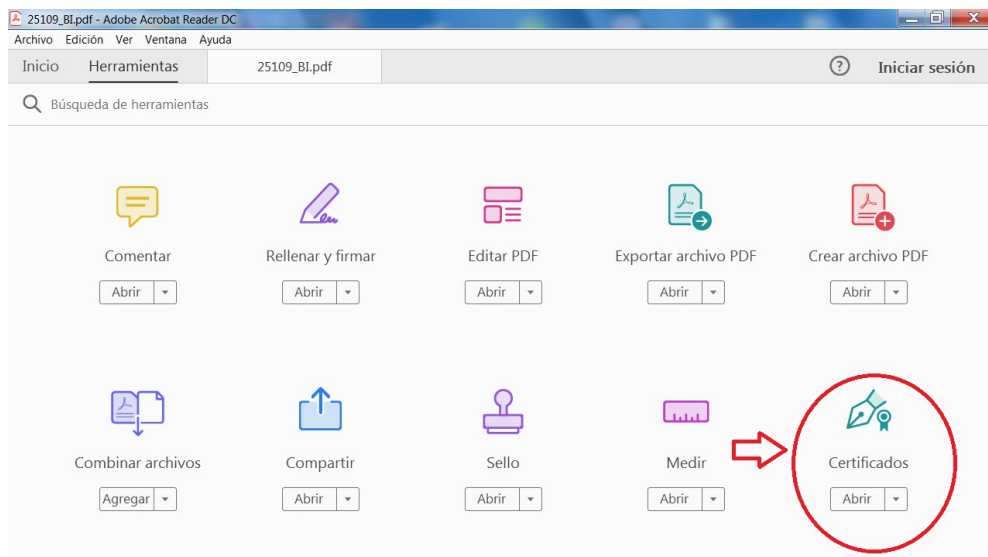 25109_BI.pdf - Adobe Acrobat Reader DC
Archivo Edición Ver Ventana Ayuda
Inicio Herramientas 25109_BI.pdf Iniciar sesión
Búsqueda de herramientas
Comentar Rellenar y firmar Editar PDF Exportar archivo PDF Crear archivo PDF
Abrir Abrir Abrir Abrir Abrir
Combinar archivos Compartir Sello Medir Certificados
Agregar Abrir Abrir Abrir Abrir